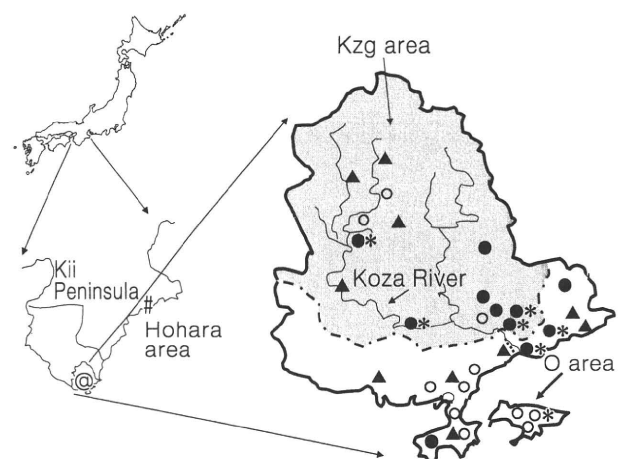 Kzg area
Kii
Peninsula
#
Hohara
area
@
Koza River
O area